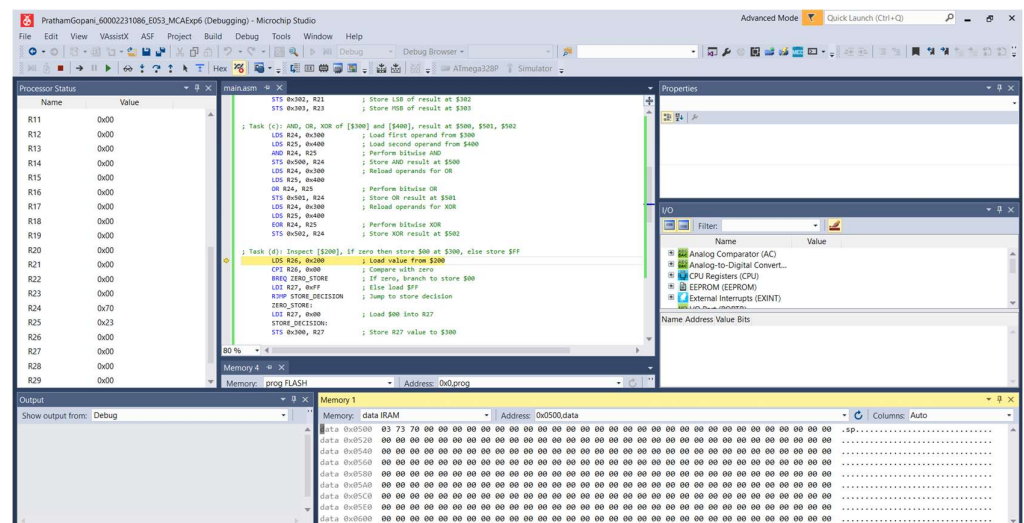 PrathamGopani_60002231086_E053_MCAExp6 (Debugging) - Microchip Studio
Advanced Mode
Quick Launch (Ctrl+Q)
File Edit View VAssistX ASF Project Build Debug Tools Window Help
Debug
Debug Browser
Hex
ATmega328P
Simulator
Processor Status
Name Value
R11 0x00
R12 0x00
R13 0x00
R14 0x00
R15 0x00
R16 0x00
R17 0x00
R18 0x00
R19 0x00
R20 0x00
R21 0x00
R22 0x00
R23 0x00
R24 0x70
R25 0x23
R26 0x00
R27 0x00
R28 0x00
R29 0x00
main.asm
STS 0x302, R21 ; Store LSB of result at $302
STS 0x303, R23 ; Store MSB of result at $303
; Task (c): AND, OR, XOR of [$300] and [$400], result at $500, $501, $502
LDS R24, 0x300 ; Load first operand from $300
LDS R25, 0x400 ; Load second operand from $400
AND R24, R25 ; Perform bitwise AND
STS 0x500, R24 ; Store AND result at $500
LDS R24, 0x300 ; Reload operands for OR
LDS R25, 0x400
OR R24, R25 ; Perform bitwise OR
STS 0x501, R24 ; Store OR result at $501
LDS R24, 0x300 ; Reload operands for XOR
LDS R25, 0x400
EOR R24, R25 ; Perform bitwise XOR
STS 0x502, R24 ; Store XOR result at $502
; Task (d): Inspect [$200], if zero then store $00 at $300, else store $FF
LDS R26, 0x200 ; Load value from $200
CPI R26, 0x00 ; Compare with zero
BREQ ZERO_STORE ; If zero, branch to store $00
LDI R27, 0xFF ; Else load $FF
RJMP STORE_DECISION ; Jump to store decision
ZERO_STORE:
LDI R27, 0x00 ; Load $00 into R27
STORE_DECISION:
STS 0x300, R27 ; Store R27 value to $300
80 %
Memory 4
Memory: prog FLASH Address: 0x0,prog
Properties
I/O
Filter:
Name Value
Analog Comparator (AC)
Analog-to-Digital Convert...
CPU Registers (CPU)
EEPROM (EEPROM)
External Interrupts (EXINT)
Name Address Value Bits
Output
Show output from: Debug
Memory 1
Memory: data IRAM Address: 0x0500,data Columns: Auto
data 0x0500 03 73 70 00 00 00 00 00 00 00 00 00 00 00 00 00 00 00 00 00 00 00 00 00 00 00 00 00 00 00 00 00 .sp.............................
data 0x0520 00 00 00 00 00 00 00 00 00 00 00 00 00 00 00 00 00 00 00 00 00 00 00 00 00 00 00 00 00 00 00 00 ................................
data 0x0540 00 00 00 00 00 00 00 00 00 00 00 00 00 00 00 00 00 00 00 00 00 00 00 00 00 00 00 00 00 00 00 00 ................................
data 0x0560 00 00 00 00 00 00 00 00 00 00 00 00 00 00 00 00 00 00 00 00 00 00 00 00 00 00 00 00 00 00 00 00 ................................
data 0x0580 00 00 00 00 00 00 00 00 00 00 00 00 00 00 00 00 00 00 00 00 00 00 00 00 00 00 00 00 00 00 00 00 ................................
data 0x05A0 00 00 00 00 00 00 00 00 00 00 00 00 00 00 00 00 00 00 00 00 00 00 00 00 00 00 00 00 00 00 00 00 ................................
data 0x05C0 00 00 00 00 00 00 00 00 00 00 00 00 00 00 00 00 00 00 00 00 00 00 00 00 00 00 00 00 00 00 00 00 ................................
data 0x05E0 00 00 00 00 00 00 00 00 00 00 00 00 00 00 00 00 00 00 00 00 00 00 00 00 00 00 00 00 00 00 00 00 ................................
data 0x0600 00 00 00 00 00 00 00 00 00 00 00 00 00 00 00 00 00 00 00 00 00 00 00 00 00 00 00 00 00 00 00 00 ................................